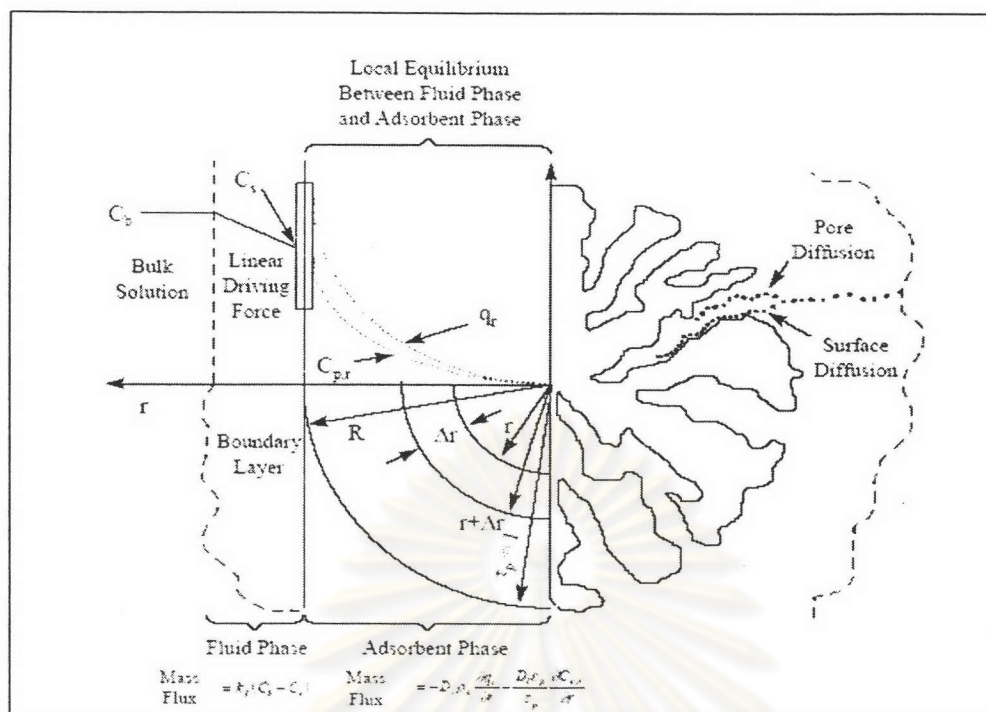 Local Equilibrium
Between Fluid Phase
and Adsorbent Phase
C_s
C_b
Bulk
Solution
Linear
Driving
Force
q_r
C_p,r
Pore
Diffusion
Surface
Diffusion
r
R
Δr
r
Boundary
Layer
r+Δr
Fluid Phase
Adsorbent Phase
Mass
Flux
Mass
Flux